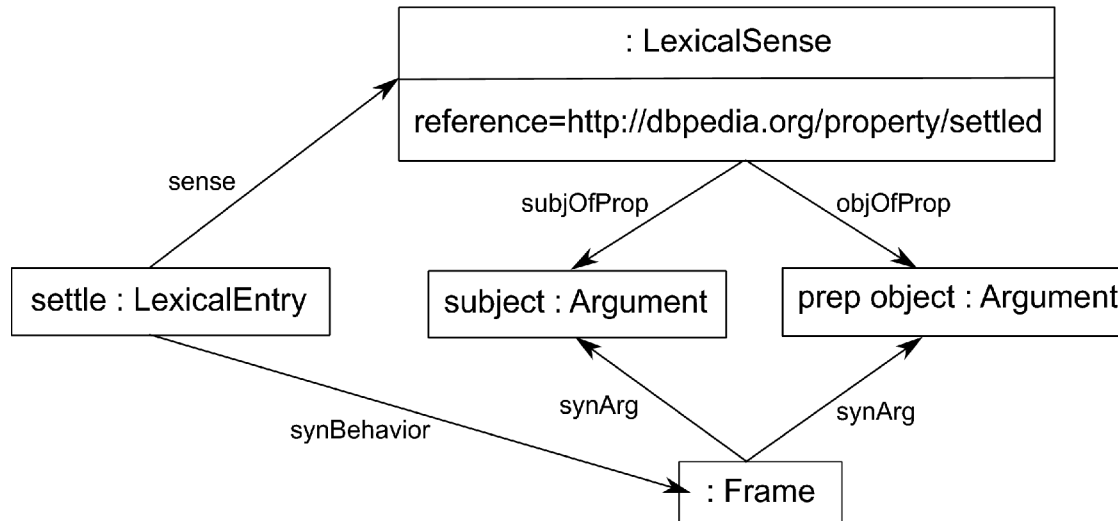 : LexicalSense
reference=http://dbpedia.org/property/settled
sense
subjOfProp
objOfProp
settle : LexicalEntry
subject : Argument
prep object : Argument
synBehavior
synArg
synArg
: Frame